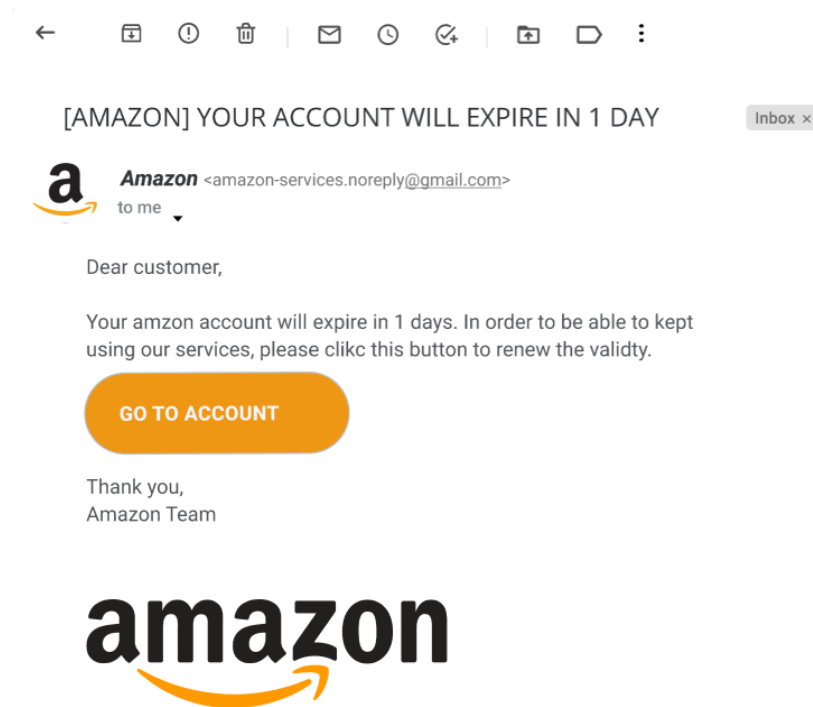 [AMAZON] YOUR ACCOUNT WILL EXPIRE IN 1 DAY
Inbox ×
a
Amazon <amazon-services.noreply@gmail.com>
to me
Dear customer,
Your amzon account will expire in 1 days. In order to be able to kept
using our services, please clikc this button to renew the validty.
GO TO ACCOUNT
Thank you,
Amazon Team
amazon